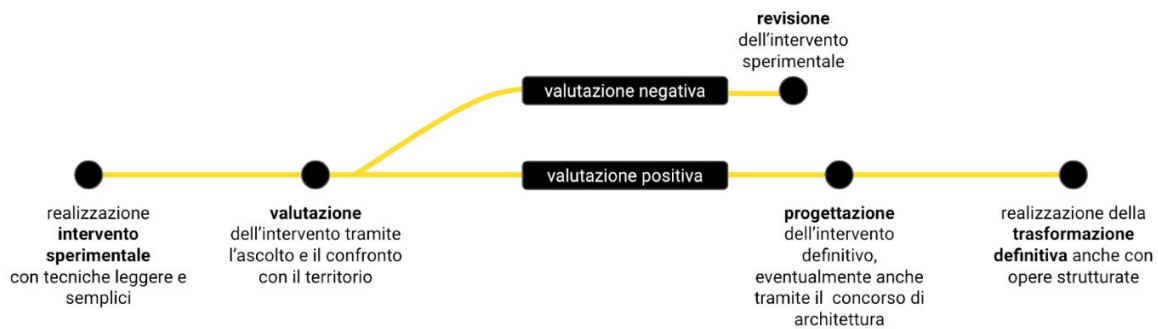 revisione
dell'intervento
sperimentale
valutazione negativa
valutazione positiva
realizzazione
intervento
sperimentale
con tecniche leggere e
semplici
valutazione
dell'intervento tramite
l'ascolto e il confronto
con il territorio
progettazione
dell'intervento
definitivo,
eventualmente anche
tramite il concorso di
architettura
realizzazione della
trasformazione
definitiva anche con
opere strutturate